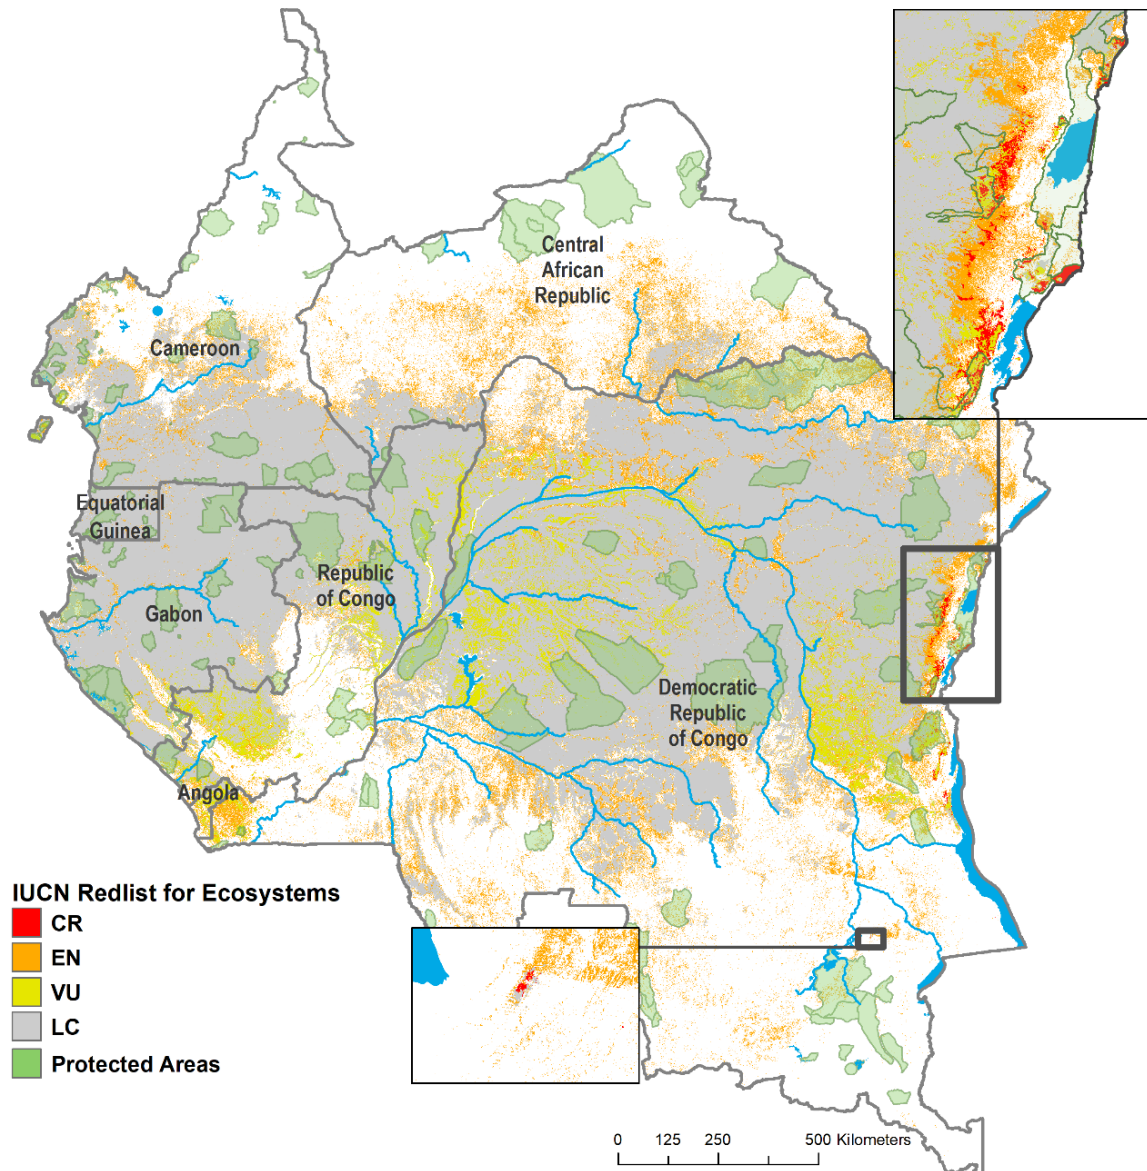 Central
African
Republic
Cameroon
Equatorial
Guinea
Republic
of Congo
Gabon
Democratic
Republic
of Congo
Angola
IUCN Redlist for Ecosystems
CR
EN
VU
LC
Protected Areas
0 125 250 500 Kilometers